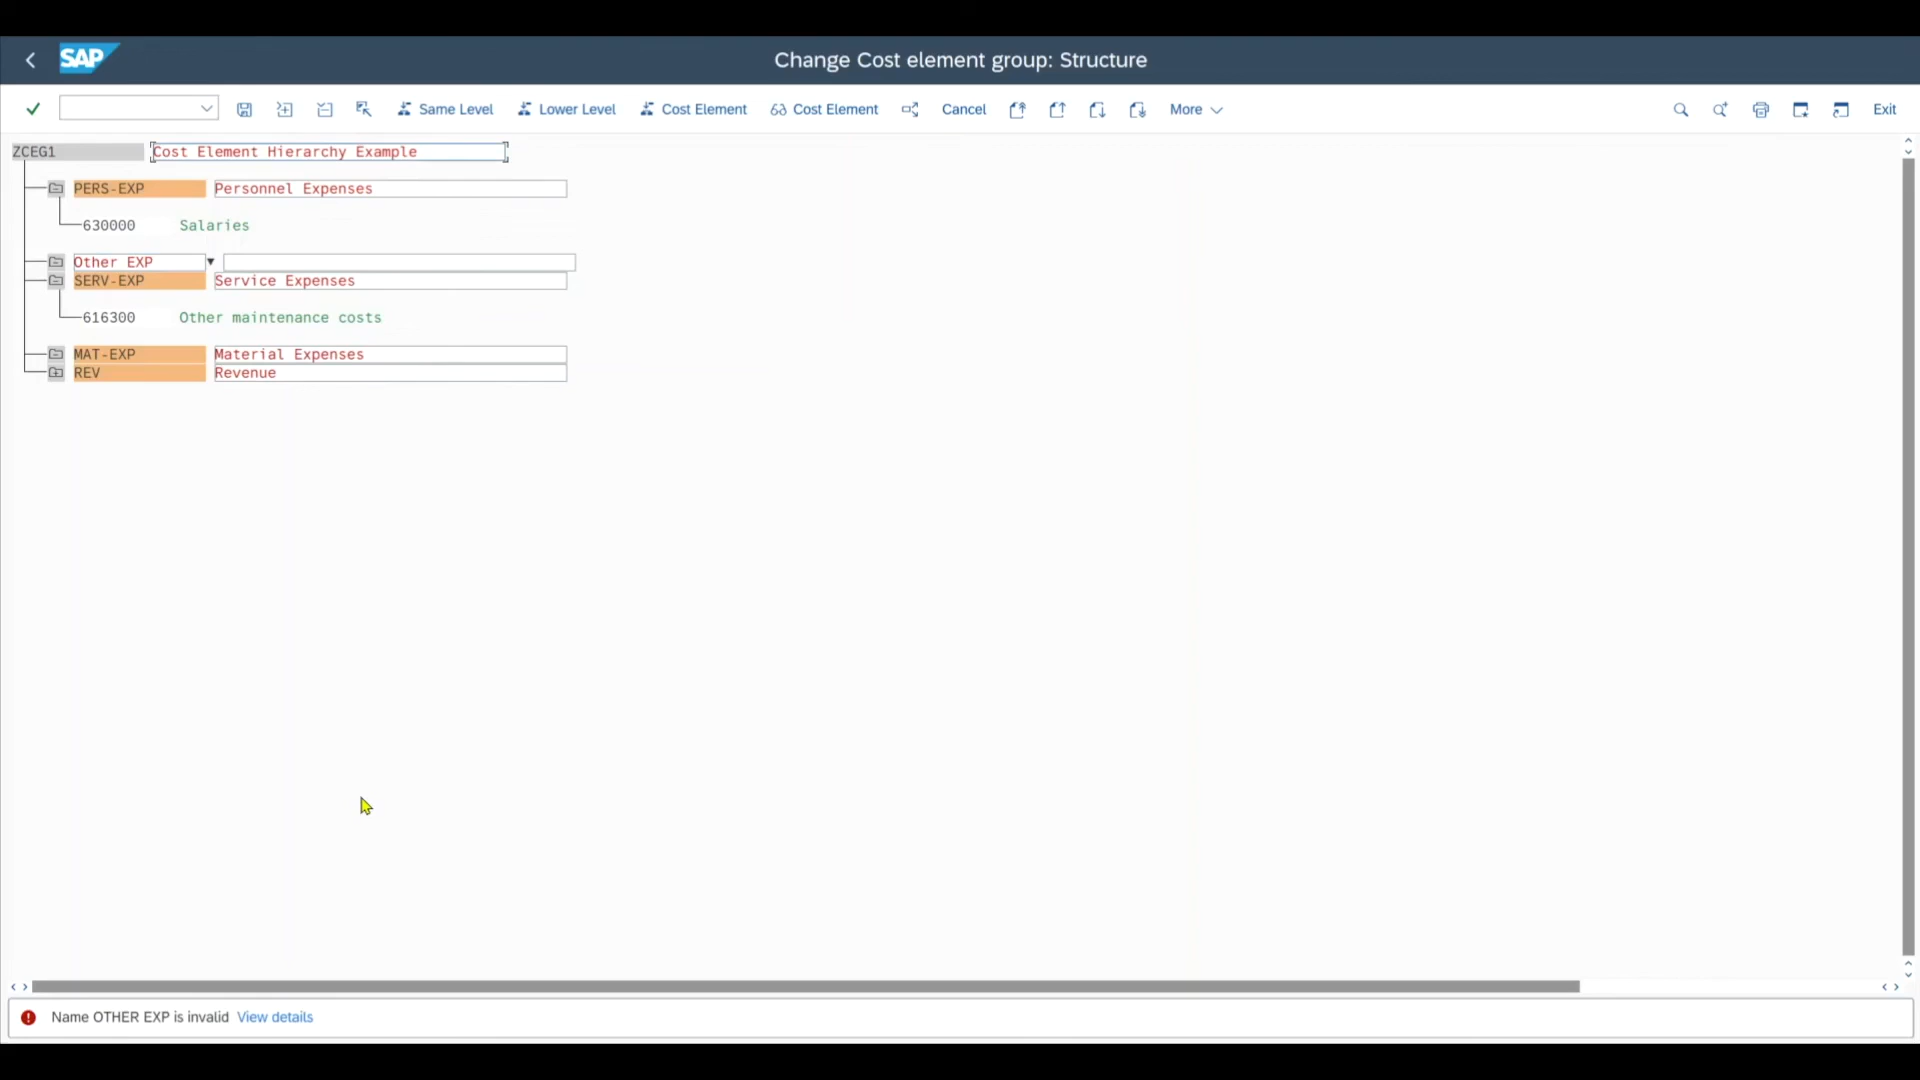 SAP
Change Cost element group: Structure
Same Level Lower Level Cost Element Cost Element Cancel More Exit
ZCEG1 Cost Element Hierarchy Example
PERS-EXP Personnel Expenses
630000 Salaries
Other EXP
SERV-EXP Service Expenses
616300 Other maintenance costs
MAT-EXP Material Expenses
REV Revenue
Name OTHER EXP is invalid View details